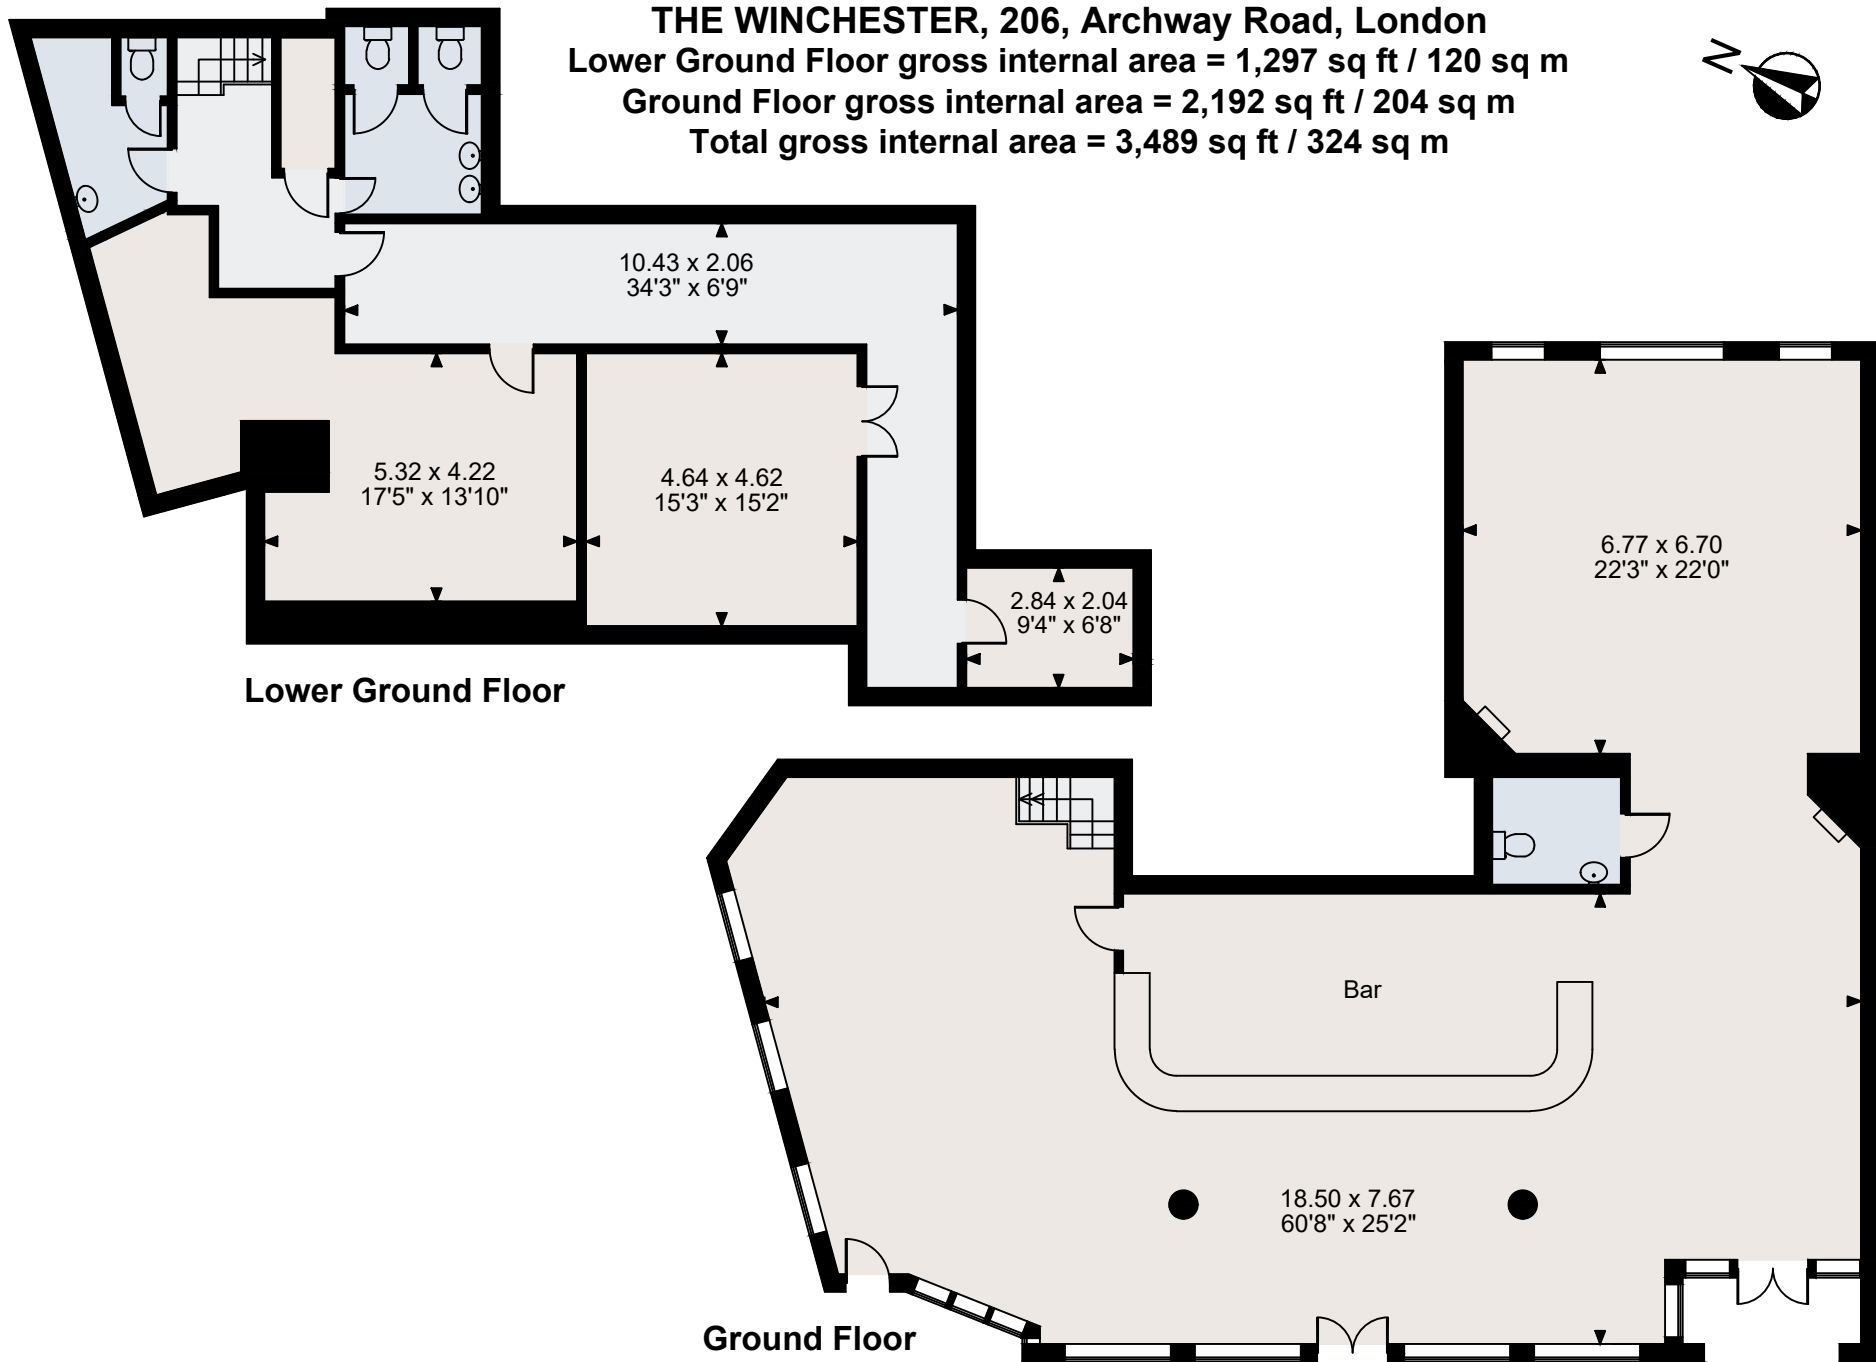 THE WINCHESTER, 206, Archway Road, London
Lower Ground Floor gross internal area = 1,297 sq ft / 120 sq m
Ground Floor gross internal area = 2,192 sq ft / 204 sq m
Total gross internal area = 3,489 sq ft / 324 sq m
N
10.43 x 2.06
34'3" x 6'9"
5.32 x 4.22
17'5" x 13'10"
4.64 x 4.62
15'3" x 15'2"
2.84 x 2.04
9'4" x 6'8"
Lower Ground Floor
6.77 x 6.70
22'3" x 22'0"
Bar
18.50 x 7.67
60'8" x 25'2"
Ground Floor